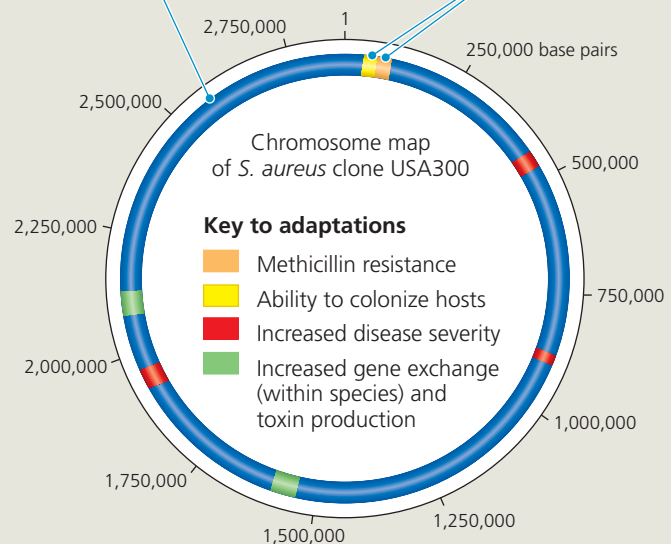 1
2,750,000
250,000 base pairs
2,500,000
500,000
Chromosome map
of S. aureus clone USA300
2,250,000
Key to adaptations
Methicillin resistance
Ability to colonize hosts
750,000
Increased disease severity
Increased gene exchange
(within species) and
toxin production
2,000,000
1,000,000
1,750,000
1,250,000
1,500,000